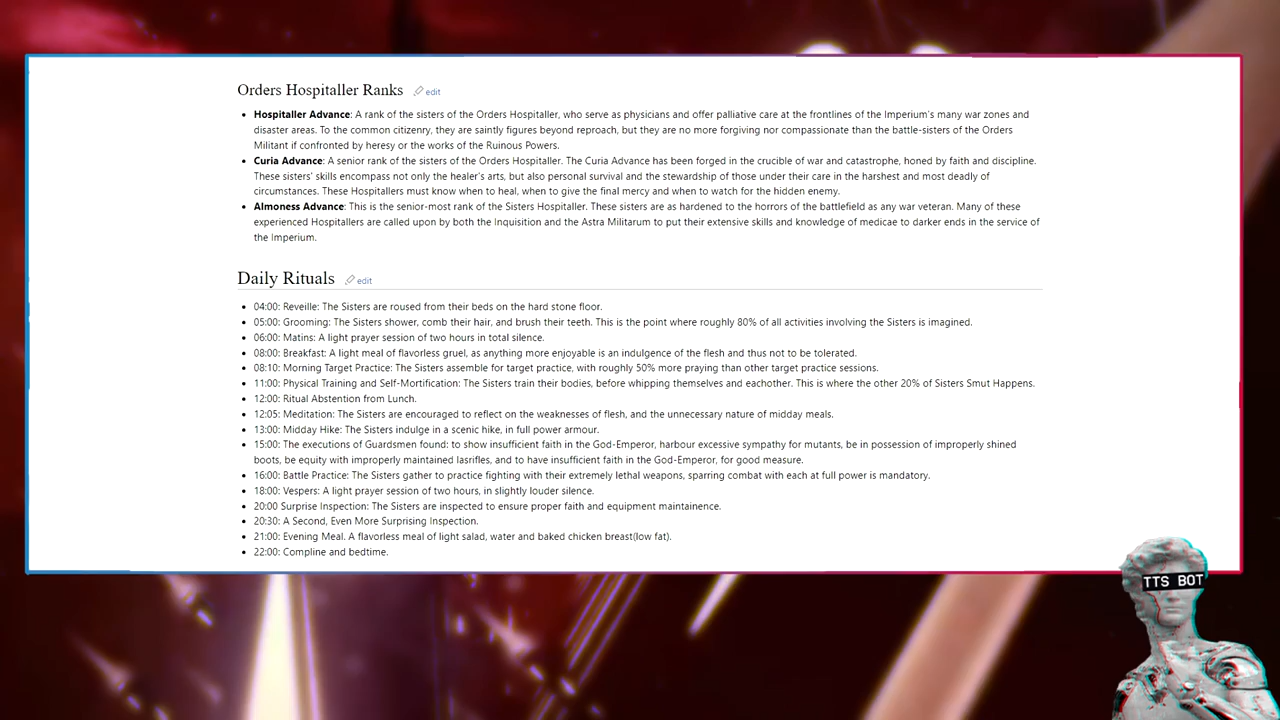 Orders Hospitaller Ranks edit
Hospitaller Advance: A rank of the sisters of the Orders Hospitaller, who serve as physicians and offer palliative care at the frontlines of the Imperium's many war zones and
disaster areas. To the common citizenry, they are saintly figures beyond reproach, but they are no more forgiving nor compassionate than the battle-sisters of the Orders
Militant if confronted by heresy or the works of the Ruinous Powers.
Curia Advance: A senior rank of the sisters of the Orders Hospitaller. The Curia Advance has been forged in the crucible of war and catastrophe, honed by faith and discipline.
These sisters' skills encompass not only the healer's arts, but also personal survival and the stewardship of those under their care in the harshest and most deadly of
circumstances. These Hospitallers must know when to heal, when to give the final mercy and when to watch for the hidden enemy.
Almoness Advance: This is the senior-most rank of the Sisters Hospitaller. These sisters are as hardened to the horrors of the battlefield as any war veteran. Many of these
experienced Hospitallers are called upon by both the Inquisition and the Astra Militarum to put their extensive skills and knowledge of medicae to darker ends in the service of
the Imperium.
Daily Rituals edit
04:00: Reveille: The Sisters are roused from their beds on the hard stone floor.
05:00: Grooming: The Sisters shower, comb their hair, and brush their teeth. This is the point where roughly 80% of all activities involving the Sisters is imagined.
06:00: Matins: A light prayer session of two hours in total silence.
08:00: Breakfast: A light meal of flavorless gruel, as anything more enjoyable is an indulgence of the flesh and thus not to be tolerated.
08:10: Morning Target Practice: The Sisters assemble for target practice, with roughly 50% more praying than other target practice sessions.
11:00: Physical Training and Self-Mortification: The Sisters train their bodies, before whipping themselves and eachother. This is where the other 20% of Sisters Smut Happens.
12:00: Ritual Abstention from Lunch.
12:05: Meditation: The Sisters are encouraged to reflect on the weaknesses of flesh, and the unnecessary nature of midday meals.
13:00: Midday Hike: The Sisters indulge in a scenic hike, in full power armour.
15:00: The executions of Guardsmen found: to show insufficient faith in the God-Emperor, harbour excessive sympathy for mutants, be in possession of improperly shined
boots, be equity with improperly maintained lasrifles, and to have insufficient faith in the God-Emperor, for good measure.
16:00: Battle Practice: The Sisters gather to practice fighting with their extremely lethal weapons, sparring combat with each at full power is mandatory.
18:00: Vespers: A light prayer session of two hours, in slightly louder silence.
20:00 Surprise Inspection: The Sisters are inspected to ensure proper faith and equipment maintainence.
20:30: A Second, Even More Surprising Inspection.
21:00: Evening Meal. A flavorless meal of light salad, water and baked chicken breast(low fat).
22:00: Compline and bedtime.
TTS BOT